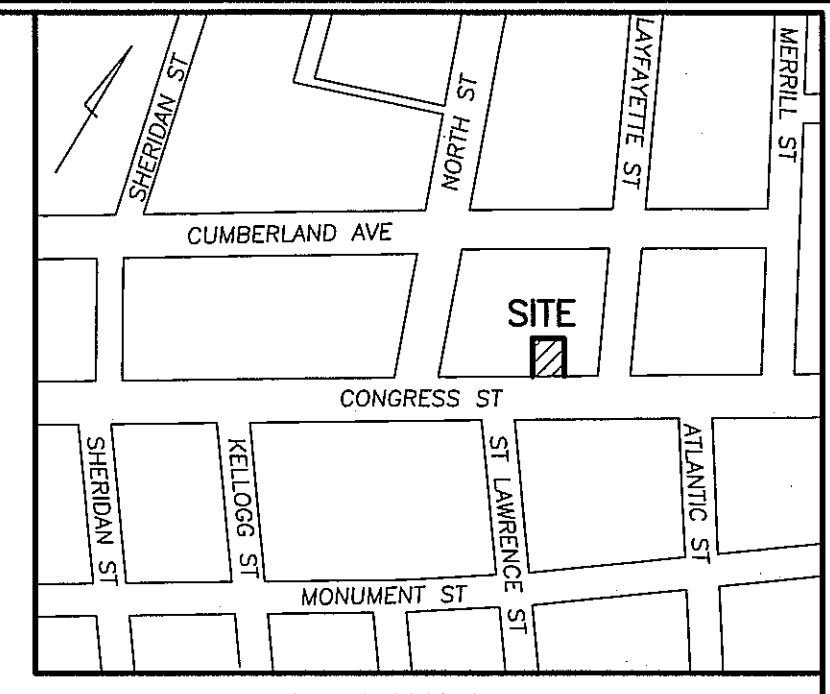 SHERIDAN ST
NORTH ST
LAYFAYETTE ST
MERRILL ST
CUMBERLAND AVE
SITE
CONGRESS ST
SHERIDAN ST
KELLOGG ST
ST LAWRENCE ST
ATLANTIC ST
MONUMENT ST